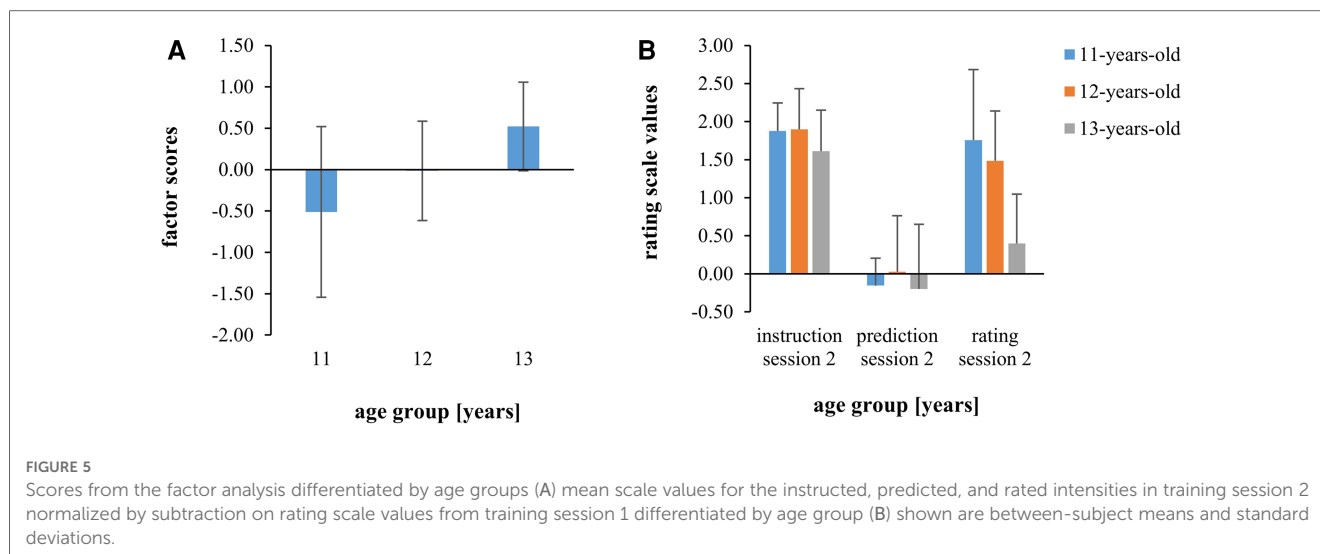 A
1.50
1.00
0.50
0.00
-0.50
-1.00
-1.50
-2.00
factor scores
11 12 13
age group [years]
B
3.00
2.50
2.00
1.50
1.00
0.50
0.00
-0.50
rating scale values
instruction session 2
prediction session 2
rating session 2
age group [years]
11-years-old
12-years-old
13-years-old
FIGURE 5
Scores from the factor analysis differentiated by age groups (A) mean scale values for the instructed, predicted, and rated intensities in training session 2
normalized by subtraction on rating scale values from training session 1 differentiated by age group (B) shown are between-subject means and standard
deviations.